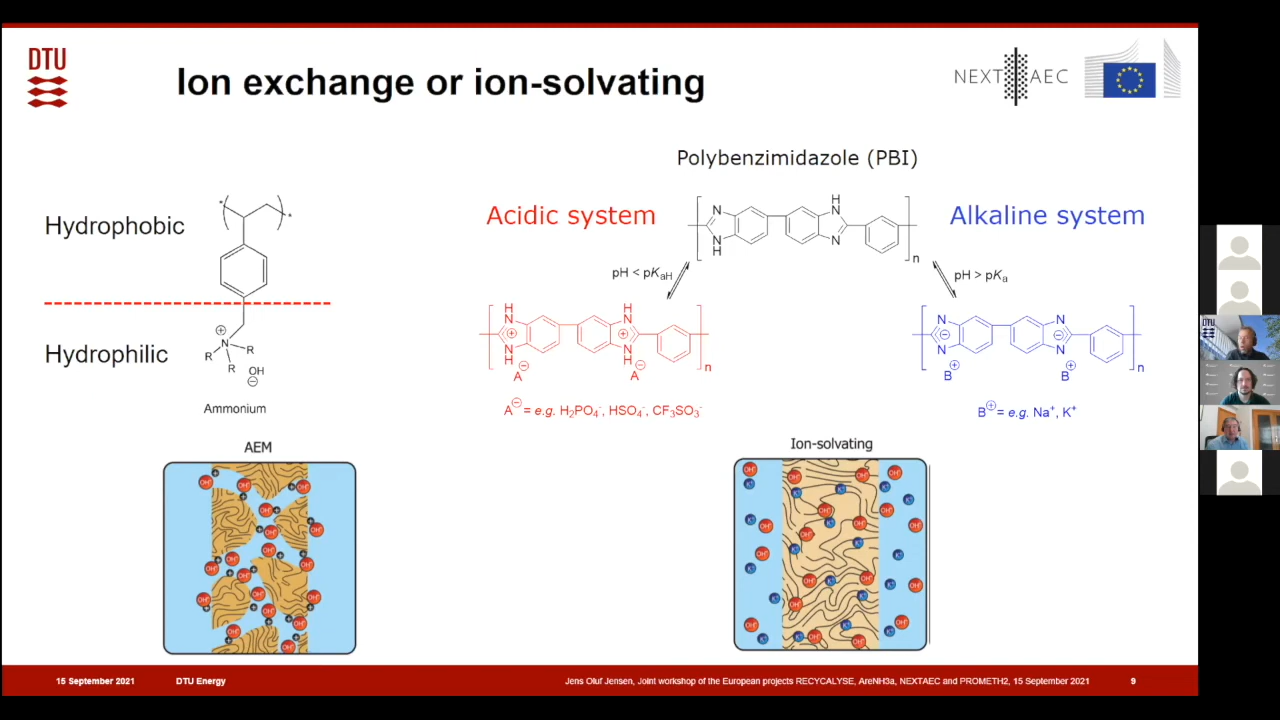 DTU
Ion exchange or ion-solvating
NEXT AEC
Polybenzimidazole (PBI)
Hydrophobic
Acidic system
Alkaline system
* ( ) *
N
N
H
H
N
N
n
pH < pKaH
pH > pKa
Hydrophilic
⊕
N
R
R
R
OH
⊖
Ammonium
H
N
⊕
N
H
H
N
⊕
N
H
n
A⊖
A⊖
N
⊖
N
N
⊖
N
n
B⊕
B⊕
A⊖ = e.g. H₂PO₄⁻, HSO₄⁻, CF₃SO₃⁻
B⊕ = e.g. Na⁺, K⁺
AEM
Ion-solvating
OH⁻
K⁺
15 September 2021
DTU Energy
Jens Oluf Jensen, Joint workshop of the European projects RECYCALYSE, AreNH3a, NEXTAEC and PROMETH2, 15 September 2021
9
DTU